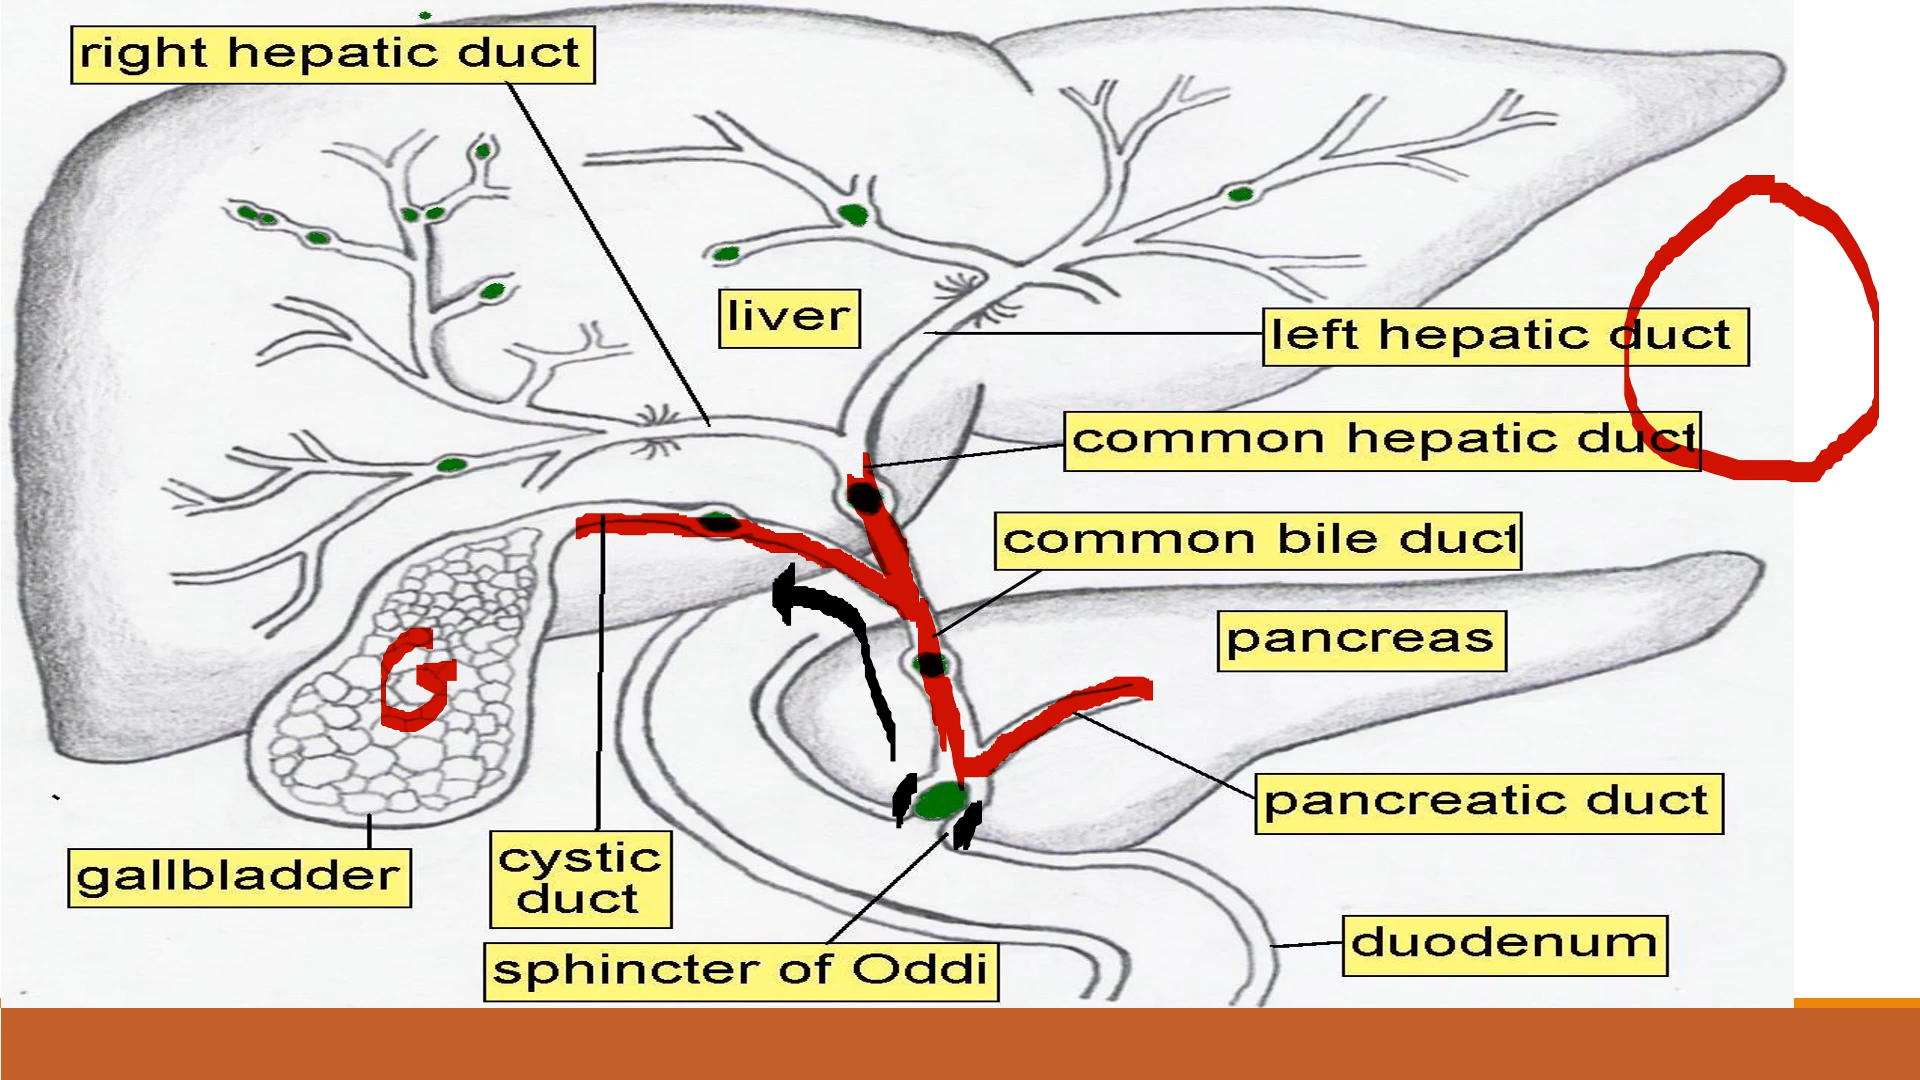 right hepatic duct
liver
left hepatic duct
common hepatic duct
common bile duct
pancreas
G
pancreatic duct
gallbladder
cystic
duct
duodenum
sphincter of Oddi